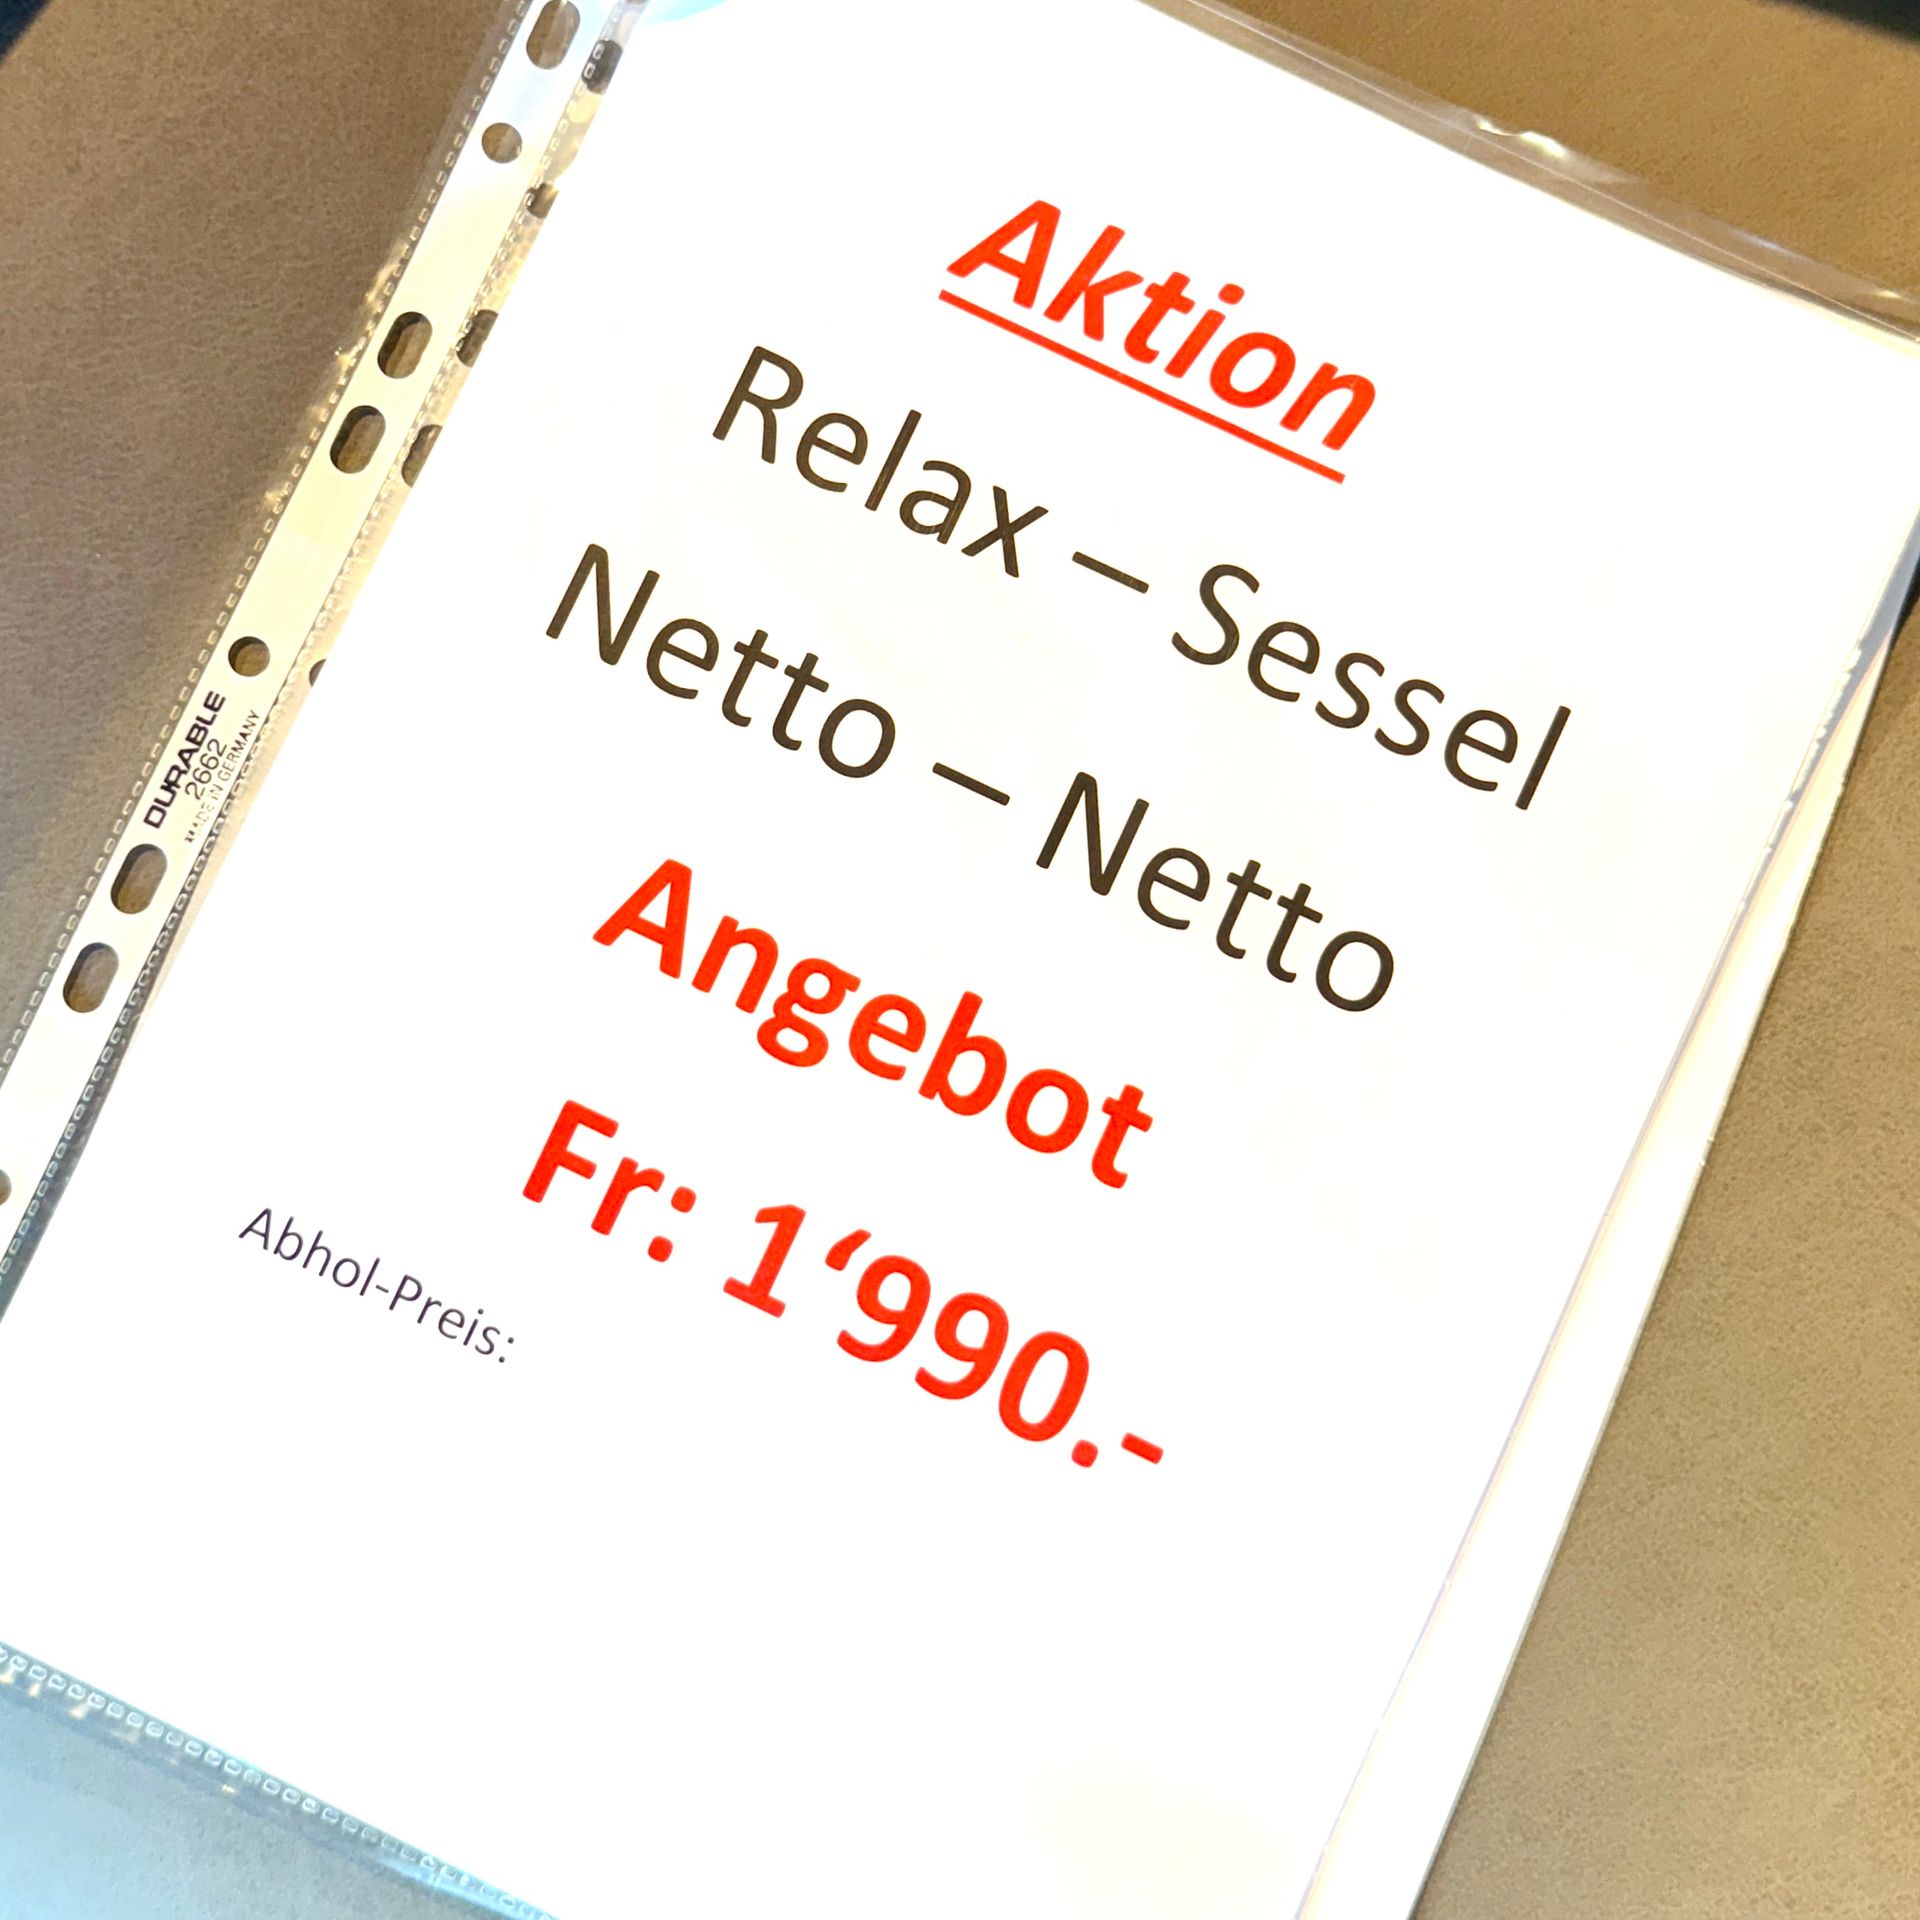 Aktion
Relax – Sessel
Netto – Netto
Angebot
Fr: 1‘990.-
Abhol-Preis:
DURABLE
2662
MADE IN GERMANY